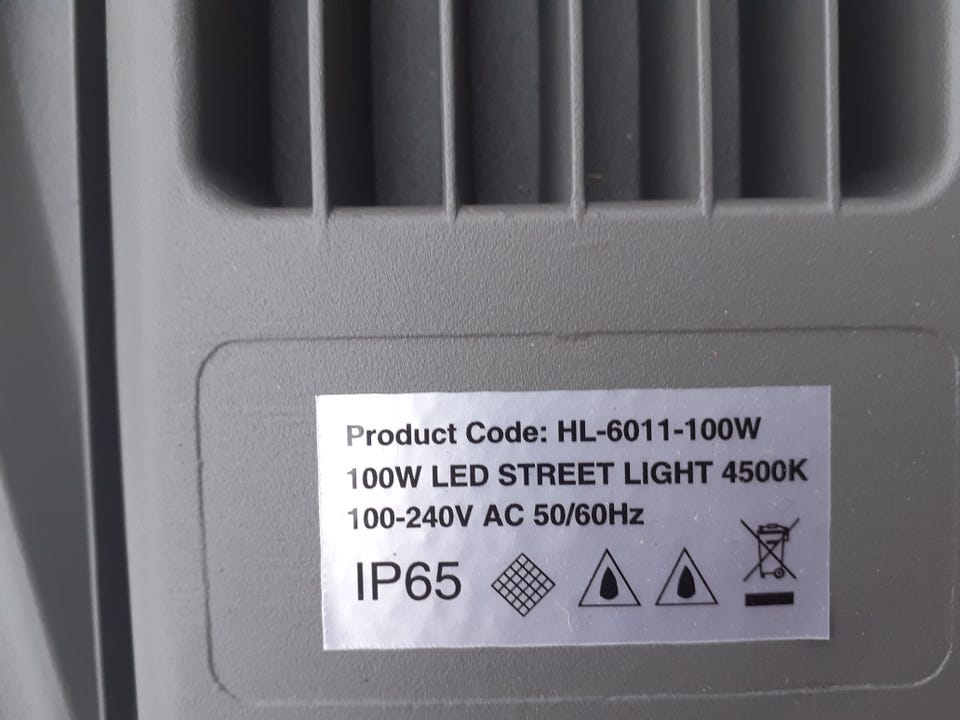 Product Code: HL-6011-100W
100W LED STREET LIGHT 4500K
100-240V AC 50/60Hz
IP65